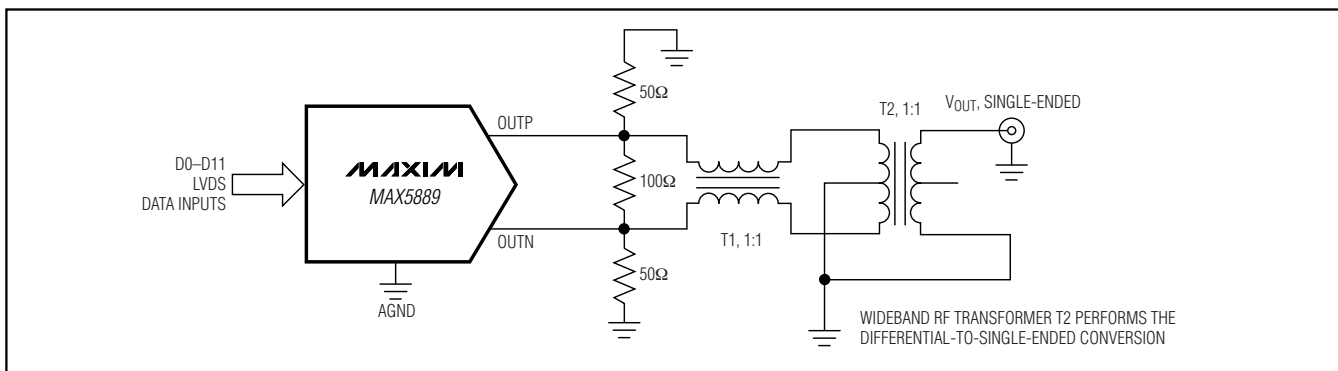 50Ω
T2, 1:1
VOUT, SINGLE-ENDED
OUTP
D0–D11
LVDS
DATA INPUTS
MAXIM
MAX5889
100Ω
OUTN
T1, 1:1
50Ω
AGND
WIDEBAND RF TRANSFORMER T2 PERFORMS THE
DIFFERENTIAL-TO-SINGLE-ENDED CONVERSION